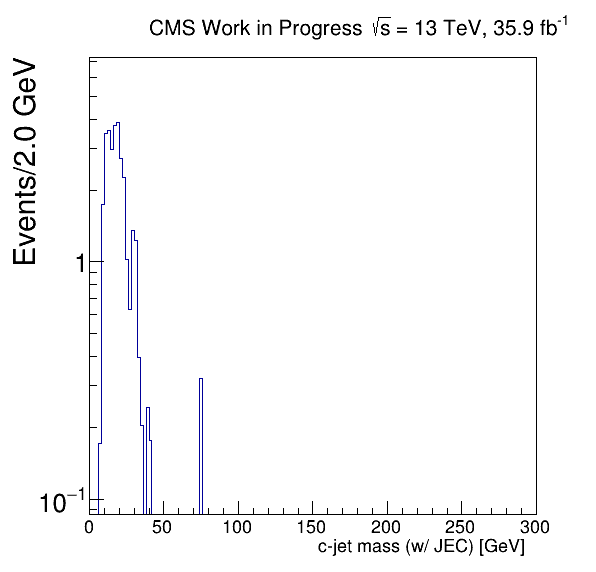 CMS Work in Progress √s = 13 TeV, 35.9 fb⁻¹
Events/2.0 GeV
1
10⁻¹
0 50 100 150 200 250 300
c-jet mass (w/ JEC) [GeV]